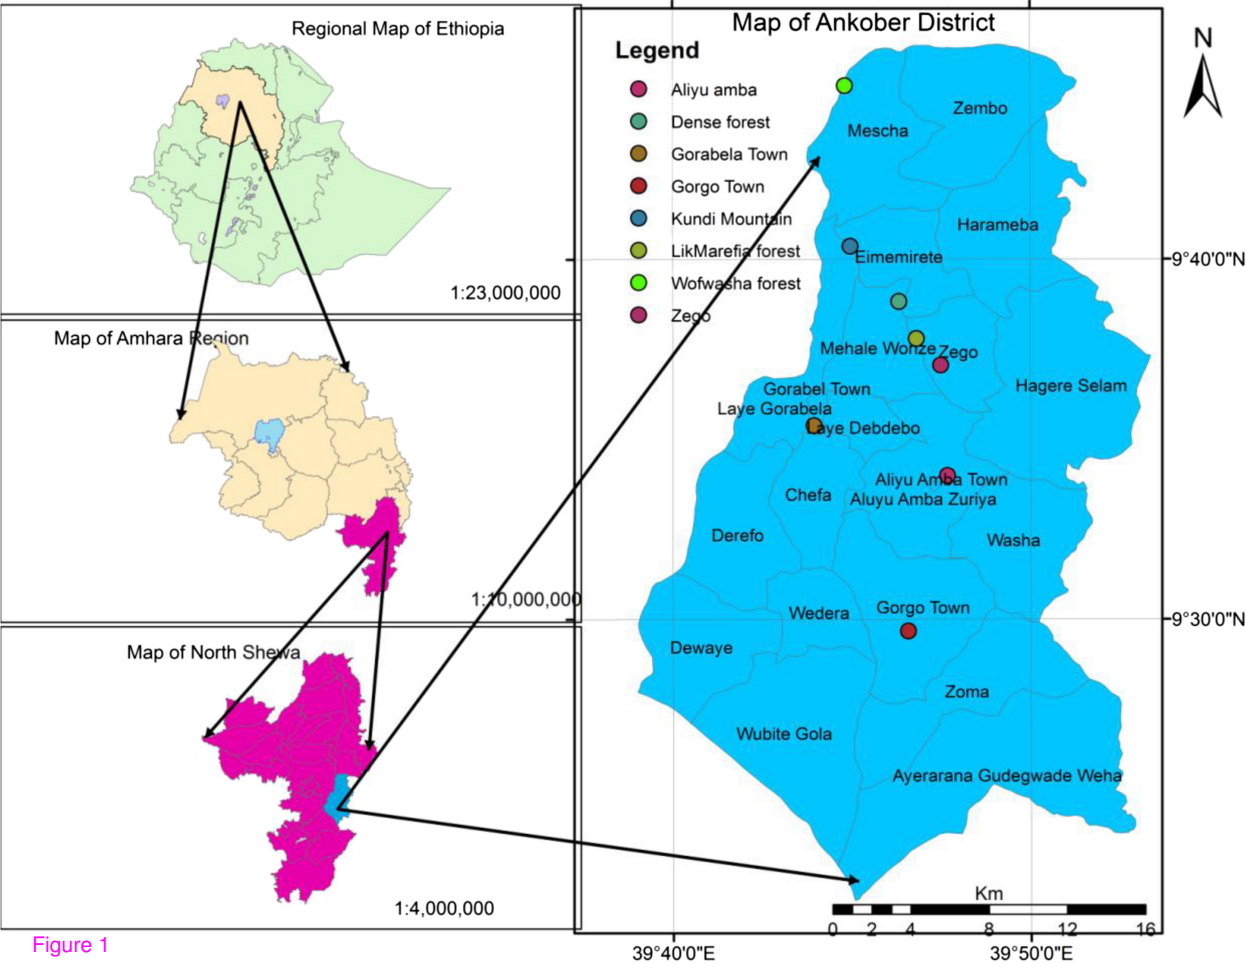 Regional Map of Ethiopia
1:23,000,000
Map of Amhara Region
1:10,000,000
Map of North Shewa
1:4,000,000
Figure 1
Map of Ankober District
Legend
Aliyu amba
Dense forest
Gorabela Town
Gorgo Town
Kundi Mountain
LikMarefia forest
Wofwasha forest
Zego
N
Zembo
Mescha
Harameba
Eimemirete
Mehale Wonze
Zego
Hagere Selam
Gorabel Town
Laye Gorabela
Laye Debdebo
Aliyu Amba Town
Chefa
Aluyu Amba Zuriya
Derefo
Washa
Wedera
Gorgo Town
Dewaye
Zoma
Wubite Gola
Ayerarana Gudegwade Weha
9°40'0"N
9°30'0"N
Km
0 2 4 8 12 16
39°40'0"E
39°50'0"E